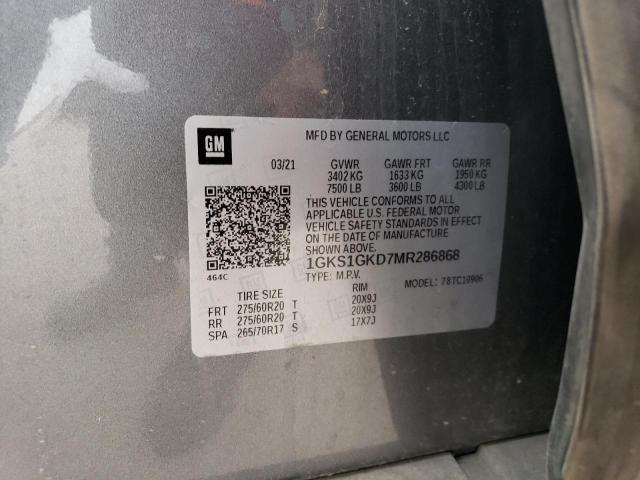 GM
MFD BY GENERAL MOTORS LLC
03/21 GVWR GAWR FRT GAWR RR
3402 KG 1633 KG 1950 KG
7500 LB 3600 LB 4300 LB
THIS VEHICLE CONFORMS TO ALL
APPLICABLE U.S. FEDERAL MOTOR
VEHICLE SAFETY STANDARDS IN EFFECT
ON THE DATE OF MANUFACTURE
SHOWN ABOVE.
1GKS1GKD7MR286868
464C
TYPE: M.P.V. MODEL: 78TC10906
TIRE SIZE RIM
FRT 275/60R20 T 20X9J
RR 275/60R20 T 20X9J
SPA 265/70R17 S 17X7J